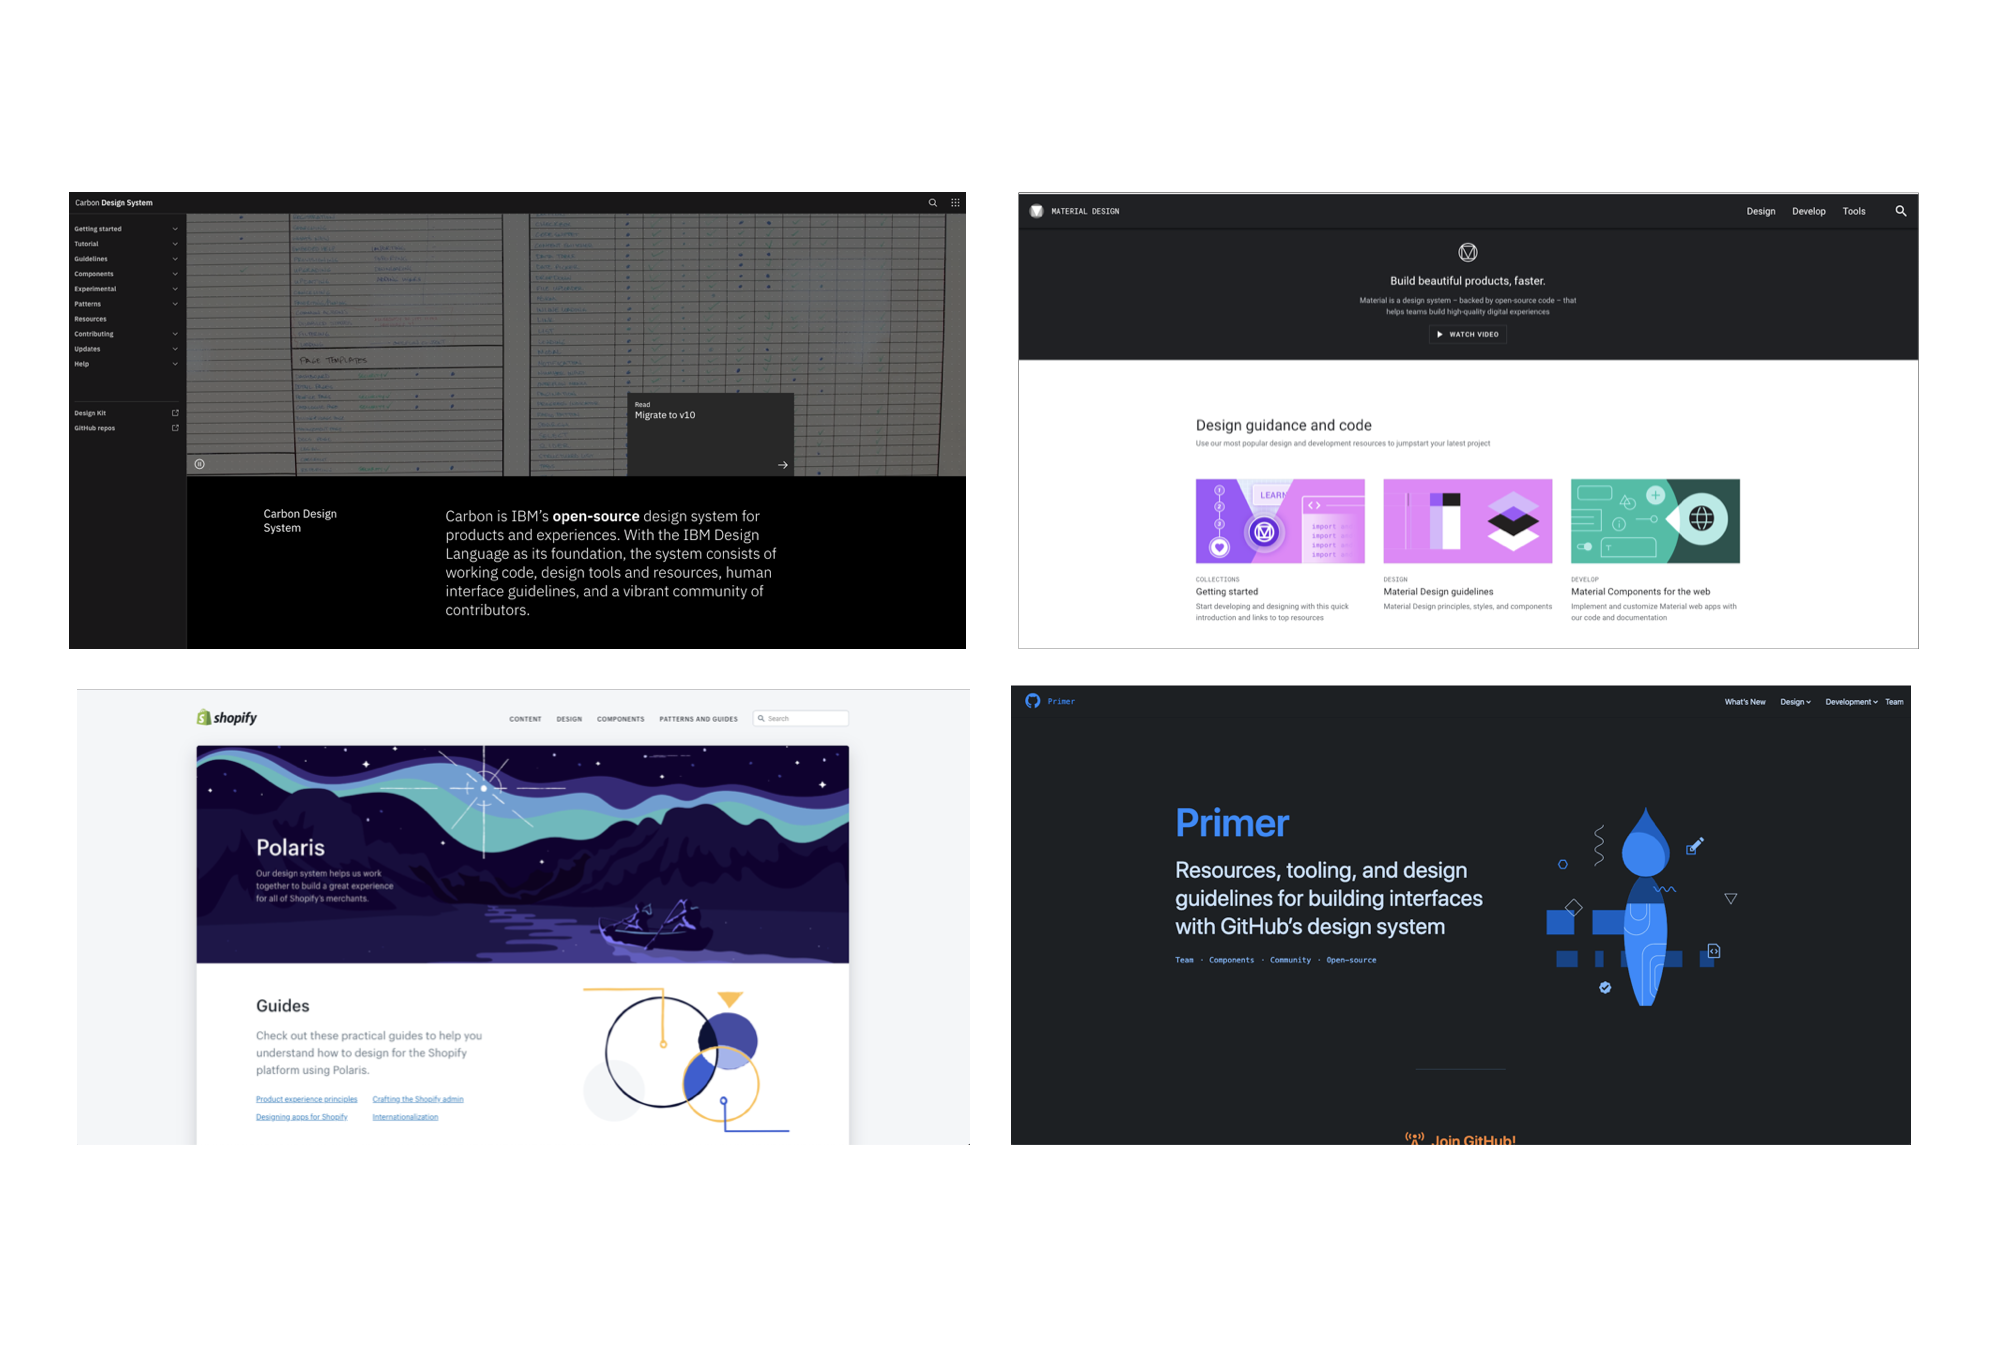 Carbon Design System
Getting started
Tutorial
Guidelines
Components
Experimental
Patterns
Resources
Contributing
Updates
Help
Design Kit
GitHub repos
PAGE TEMPLATES
Read
Migrate to v10
Carbon Design
System
Carbon is IBM's open-source design system for
products and experiences. With the IBM Design
Language as its foundation, the system consists of
working code, design tools and resources, human
interface guidelines, and a vibrant community of
contributors.
MATERIAL DESIGN
Design Develop Tools
Build beautiful products, faster.
Material is a design system – backed by open-source code – that
helps teams build high-quality digital experiences
WATCH VIDEO
Design guidance and code
Use our most popular design and development resources to jumpstart your latest project
LEARN
import
import
import
import
T
COLLECTIONS
Getting started
Start developing and designing with this quick
introduction and links to top resources
DESIGN
Material Design guidelines
Material Design principles, styles, and components
DEVELOP
Material Components for the web
Implement and customize Material web apps with
our code and documentation
shopify
CONTENT DESIGN COMPONENTS PATTERNS AND GUIDES Search
Polaris
Our design system helps us work
together to build a great experience
for all of Shopify's merchants.
Guides
Check out these practical guides to help you
understand how to design for the Shopify
platform using Polaris.
Product experience principles Crafting the Shopify admin
Designing apps for Shopify Internationalization
Primer
What's New Design Development Team
Primer
Resources, tooling, and design
guidelines for building interfaces
with GitHub's design system
Team · Components · Community · Open-source
Join GitHub!